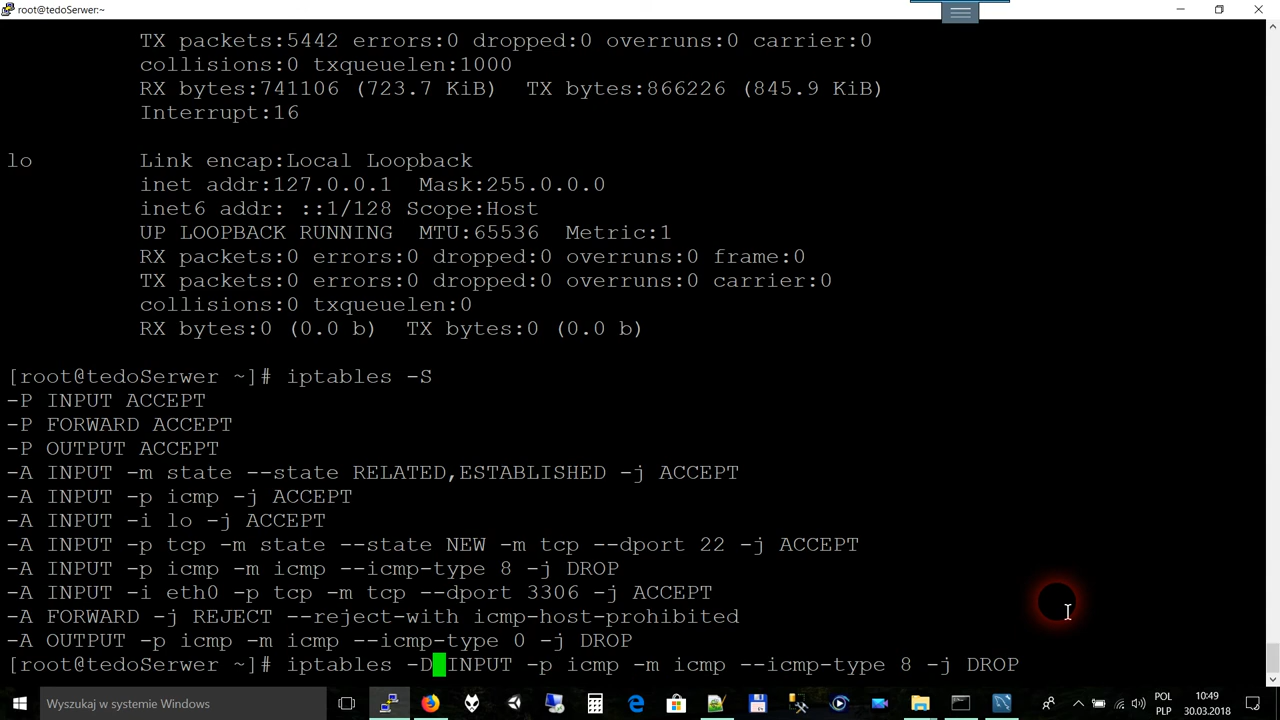 root@tedoSerwer:~
TX packets:5442 errors:0 dropped:0 overruns:0 carrier:0
collisions:0 txqueuelen:1000
RX bytes:741106 (723.7 KiB)  TX bytes:866226 (845.9 KiB)
Interrupt:16
lo        Link encap:Local Loopback
inet addr:127.0.0.1  Mask:255.0.0.0
inet6 addr: ::1/128 Scope:Host
UP LOOPBACK RUNNING  MTU:65536  Metric:1
RX packets:0 errors:0 dropped:0 overruns:0 frame:0
TX packets:0 errors:0 dropped:0 overruns:0 carrier:0
collisions:0 txqueuelen:0
RX bytes:0 (0.0 b)  TX bytes:0 (0.0 b)
[root@tedoSerwer ~]# iptables -S
-P INPUT ACCEPT
-P FORWARD ACCEPT
-P OUTPUT ACCEPT
-A INPUT -m state --state RELATED,ESTABLISHED -j ACCEPT
-A INPUT -p icmp -j ACCEPT
-A INPUT -i lo -j ACCEPT
-A INPUT -p tcp -m state --state NEW -m tcp --dport 22 -j ACCEPT
-A INPUT -p icmp -m icmp --icmp-type 8 -j DROP
-A INPUT -i eth0 -p tcp -m tcp --dport 3306 -j ACCEPT
-A FORWARD -j REJECT --reject-with icmp-host-prohibited
-A OUTPUT -p icmp -m icmp --icmp-type 0 -j DROP
[root@tedoSerwer ~]# iptables -D INPUT -p icmp -m icmp --icmp-type 8 -j DROP
Wyszukaj w systemie Windows
POL
PLP
10:49
30.03.2018